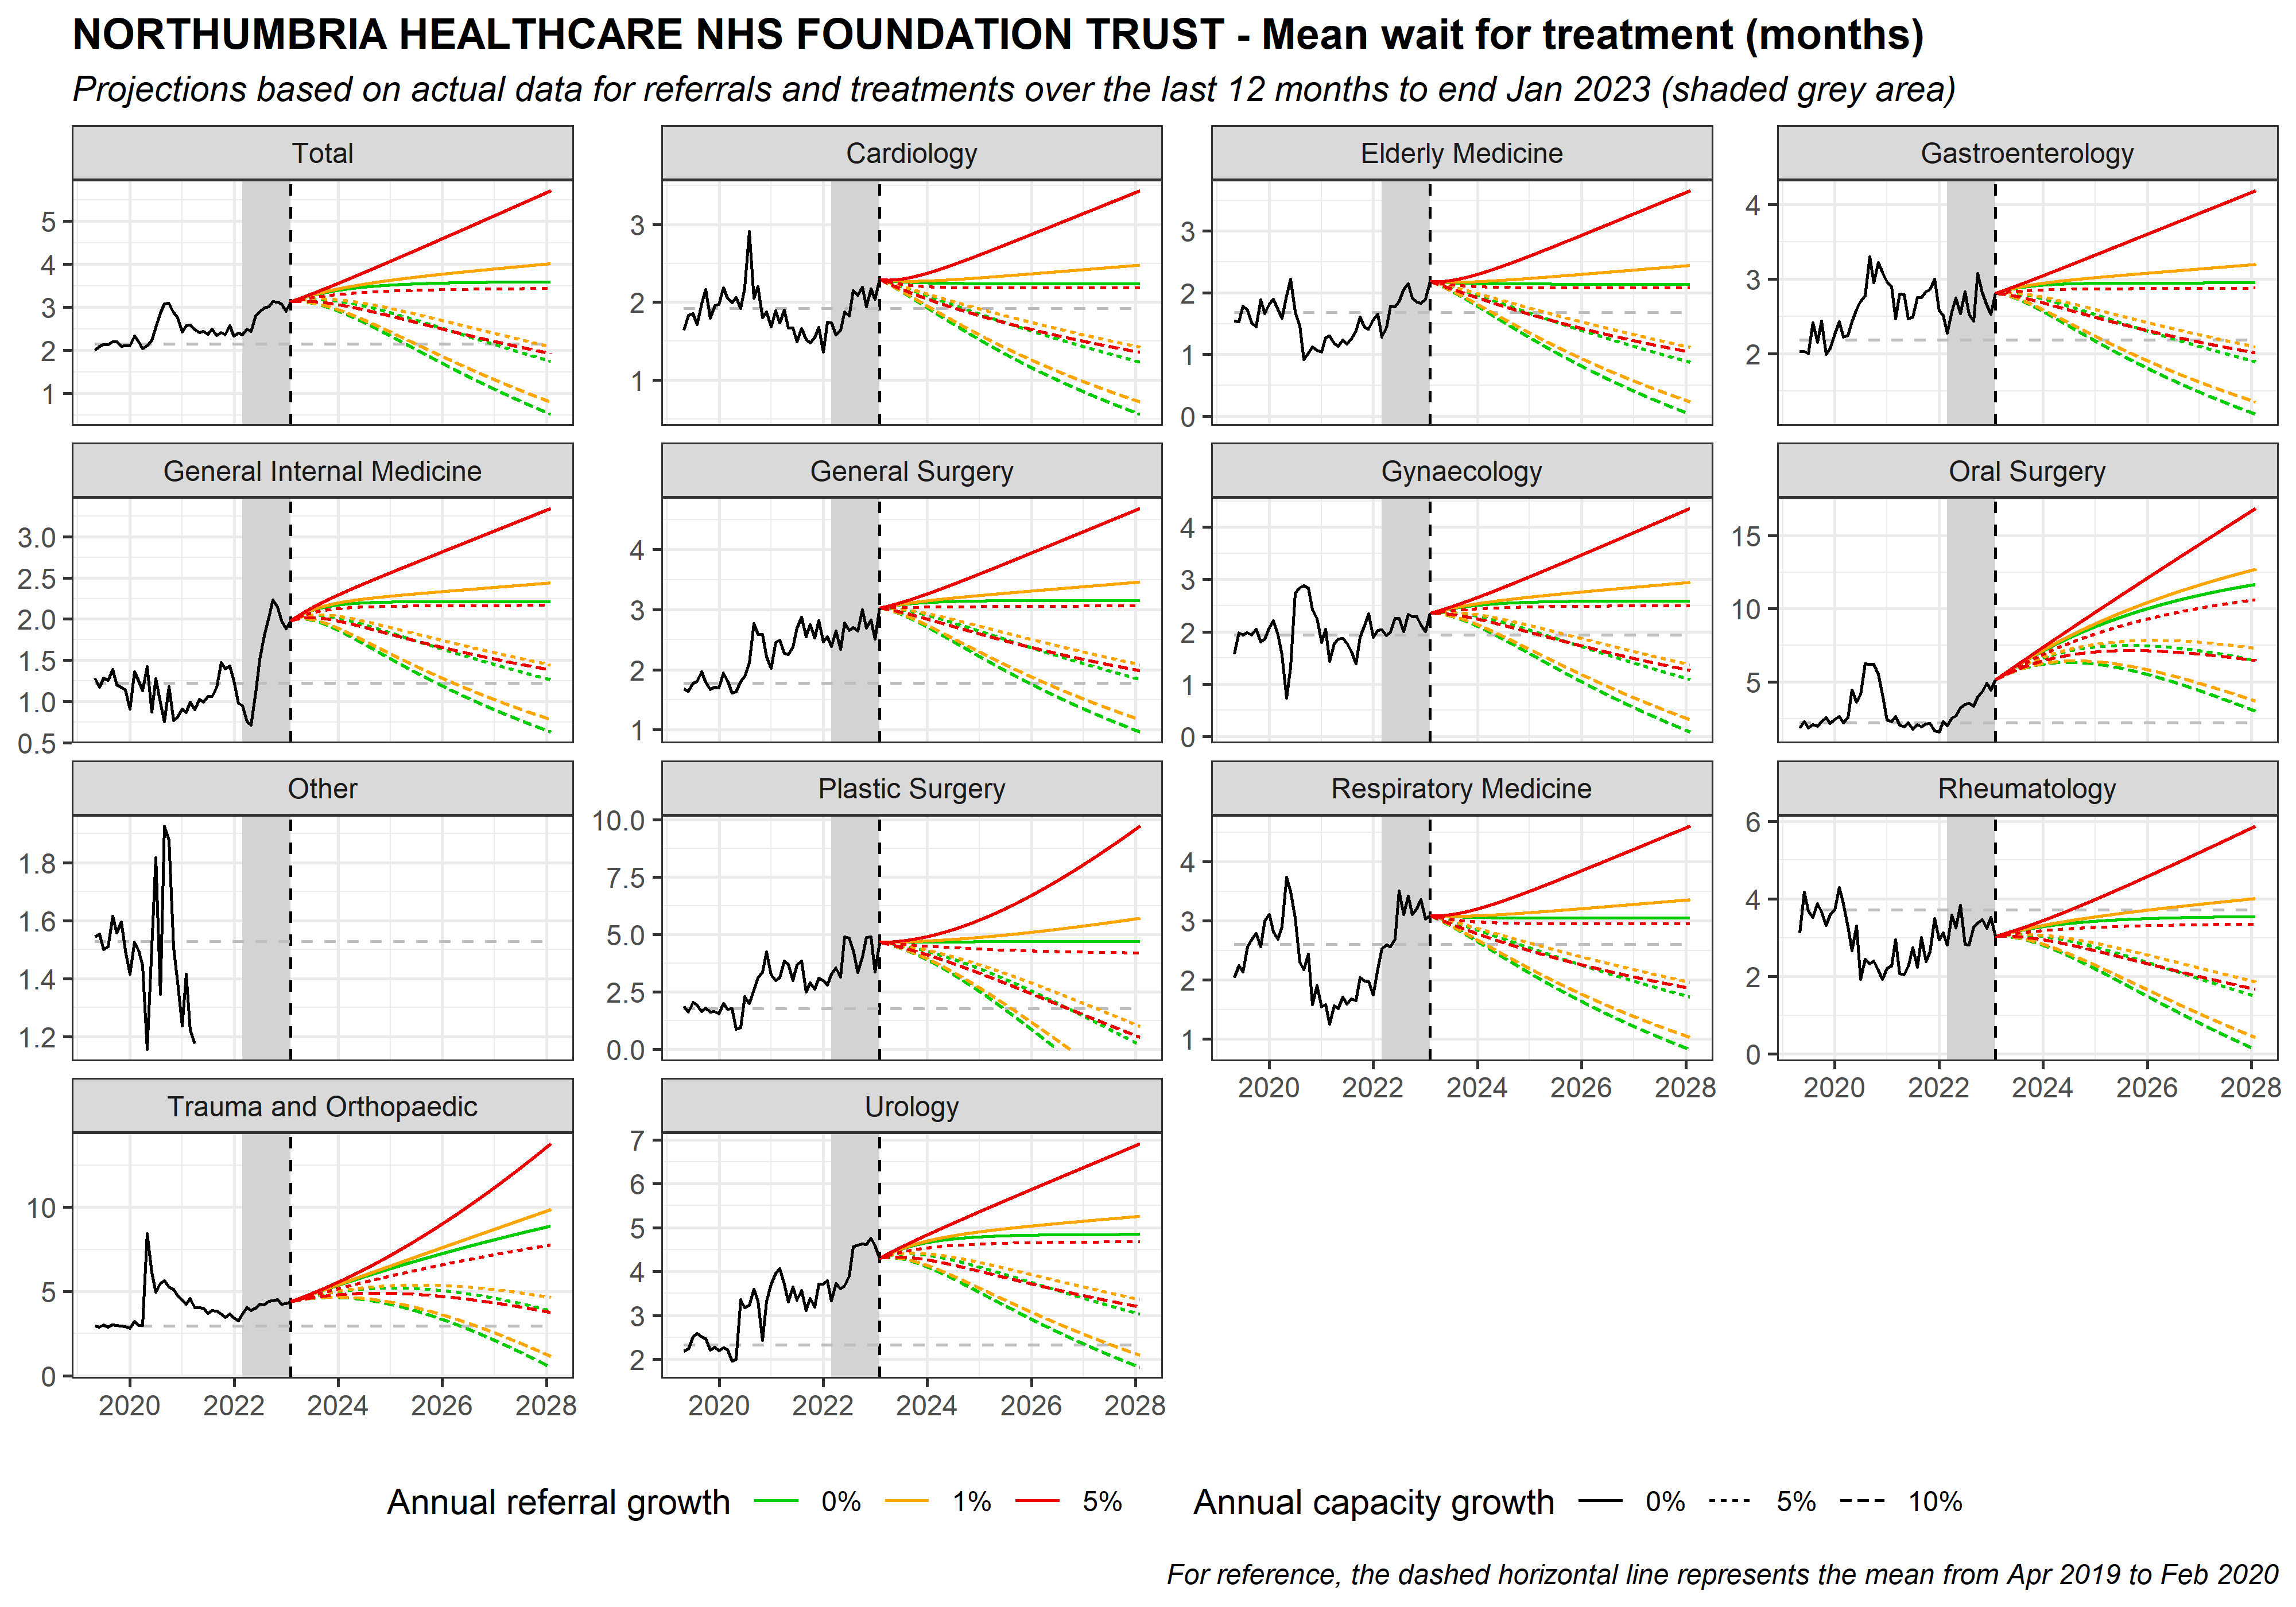 NORTHUMBRIA HEALTHCARE NHS FOUNDATION TRUST - Mean wait for treatment (months)
Projections based on actual data for referrals and treatments over the last 12 months to end Jan 2023 (shaded grey area)
Total
5
4
3
2
1
Cardiology
3
2
1
Elderly Medicine
3
2
1
0
Gastroenterology
4
3
2
General Internal Medicine
3.0
2.5
2.0
1.5
1.0
0.5
General Surgery
4
3
2
1
Gynaecology
4
3
2
1
0
Oral Surgery
15
10
5
Other
1.8
1.6
1.4
1.2
Plastic Surgery
10.0
7.5
5.0
2.5
0.0
Respiratory Medicine
4
3
2
1
2020 2022 2024 2026 2028
Rheumatology
6
4
2
0
2020 2022 2024 2026 2028
Trauma and Orthopaedic
10
5
0
2020 2022 2024 2026 2028
Urology
7
6
5
4
3
2
2020 2022 2024 2026 2028
Annual referral growth 0% 1% 5% Annual capacity growth 0% 5% 10%
For reference, the dashed horizontal line represents the mean from Apr 2019 to Feb 2020